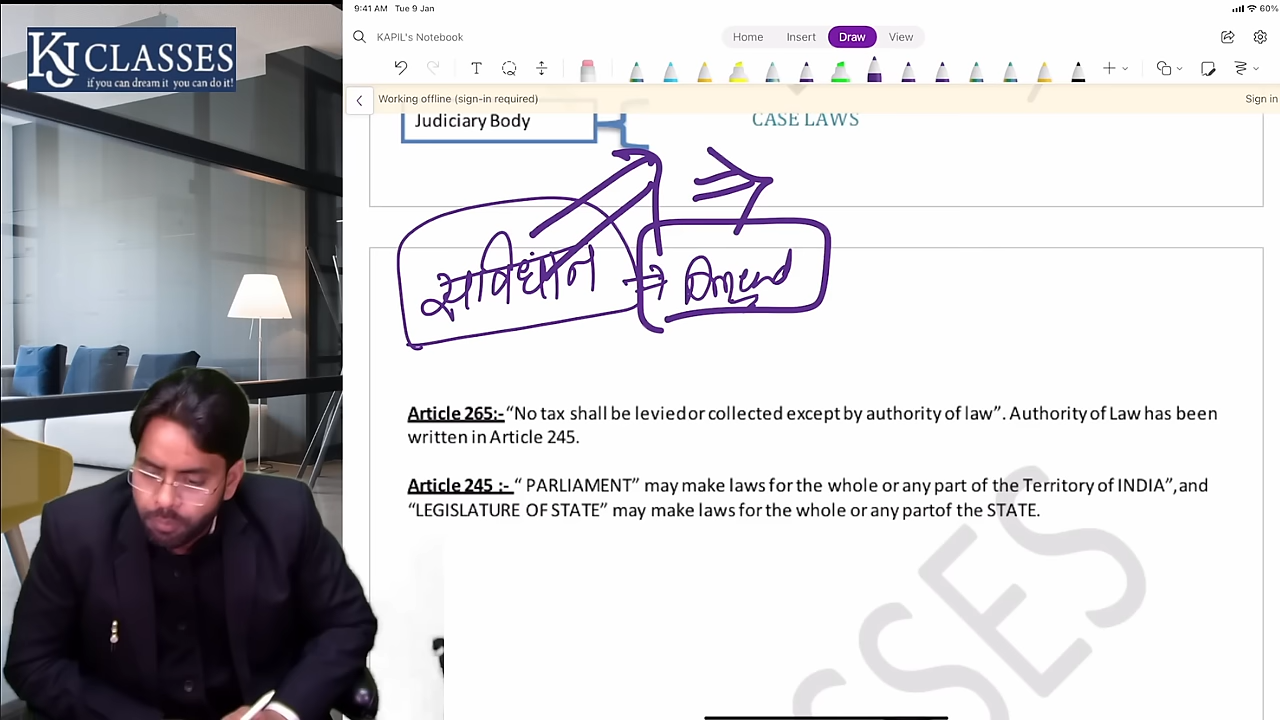 KJ CLASSES
if you can dream it you can do it!
9:41 AM Tue 9 Jan
60%
KAPIL's Notebook
Home Insert Draw View
Working offline (sign-in required)
Sign in
Judiciary Body
CASE LAWS
संविधान
Article 265:- “No tax shall be levied or collected except by authority of law”. Authority of Law has been
written in Article 245.
Article 245 :- “ PARLIAMENT” may make laws for the whole or any part of the Territory of INDIA”, and
“LEGISLATURE OF STATE” may make laws for the whole or any part of the STATE.